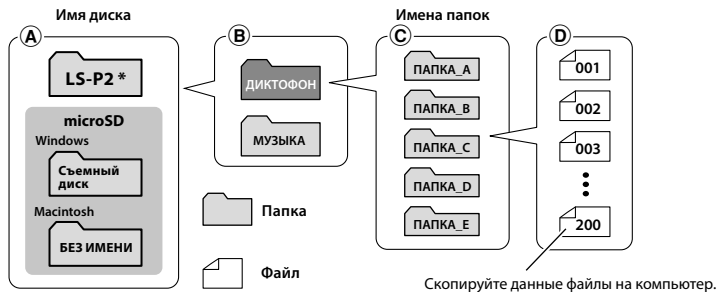 Имя диска
Имена папок
A
B
C
D
LS-P2 *
microSD
Windows
Съемный
диск
Macintosh
БЕЗ ИМЕНИ
ДИКТОФОН
МУЗЫКА
Папка
Файл
ПАПКА_A
ПАПКА_B
ПАПКА_C
ПАПКА_D
ПАПКА_E
001
002
003
200
Скопируйте данные файлы на компьютер.